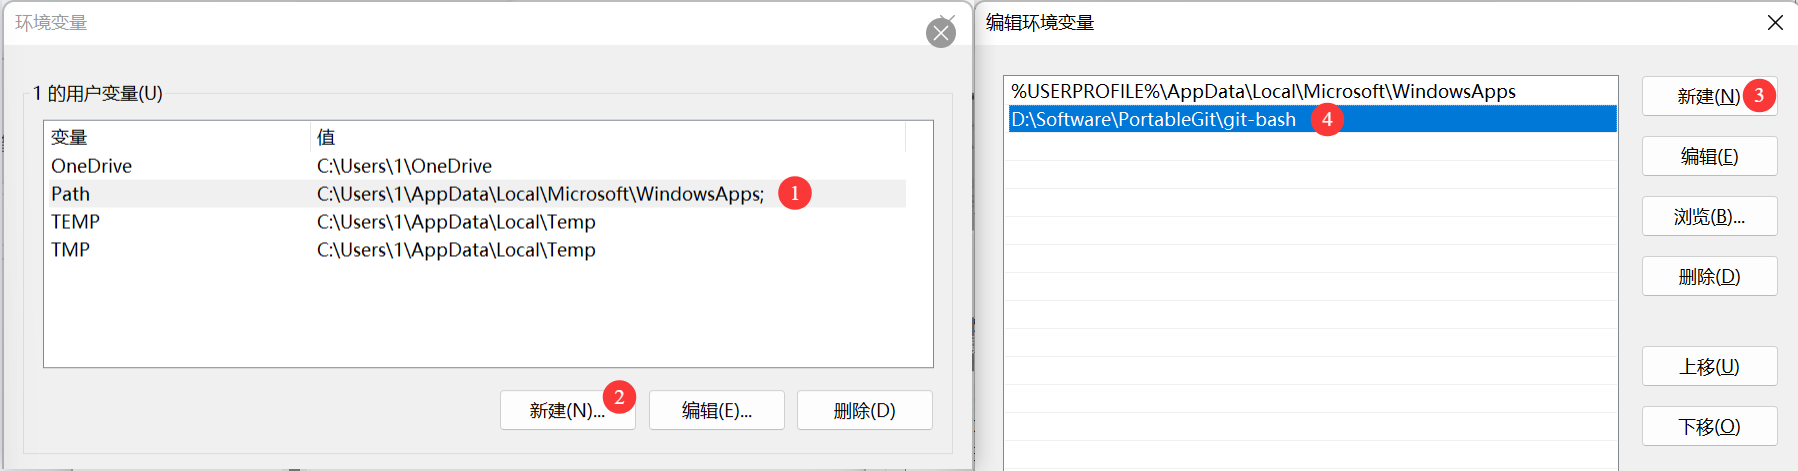 环境变量
1 的用户变量(U)
变量 值
OneDrive C:\Users\1\OneDrive
Path C:\Users\1\AppData\Local\Microsoft\WindowsApps; 1
TEMP C:\Users\1\AppData\Local\Temp
TMP C:\Users\1\AppData\Local\Temp
新建(N)... 2 编辑(E)... 删除(D)
编辑环境变量
%USERPROFILE%\AppData\Local\Microsoft\WindowsApps
D:\Software\PortableGit\git-bash 4
新建(N) 3
编辑(E)
浏览(B)...
删除(D)
上移(U)
下移(O)